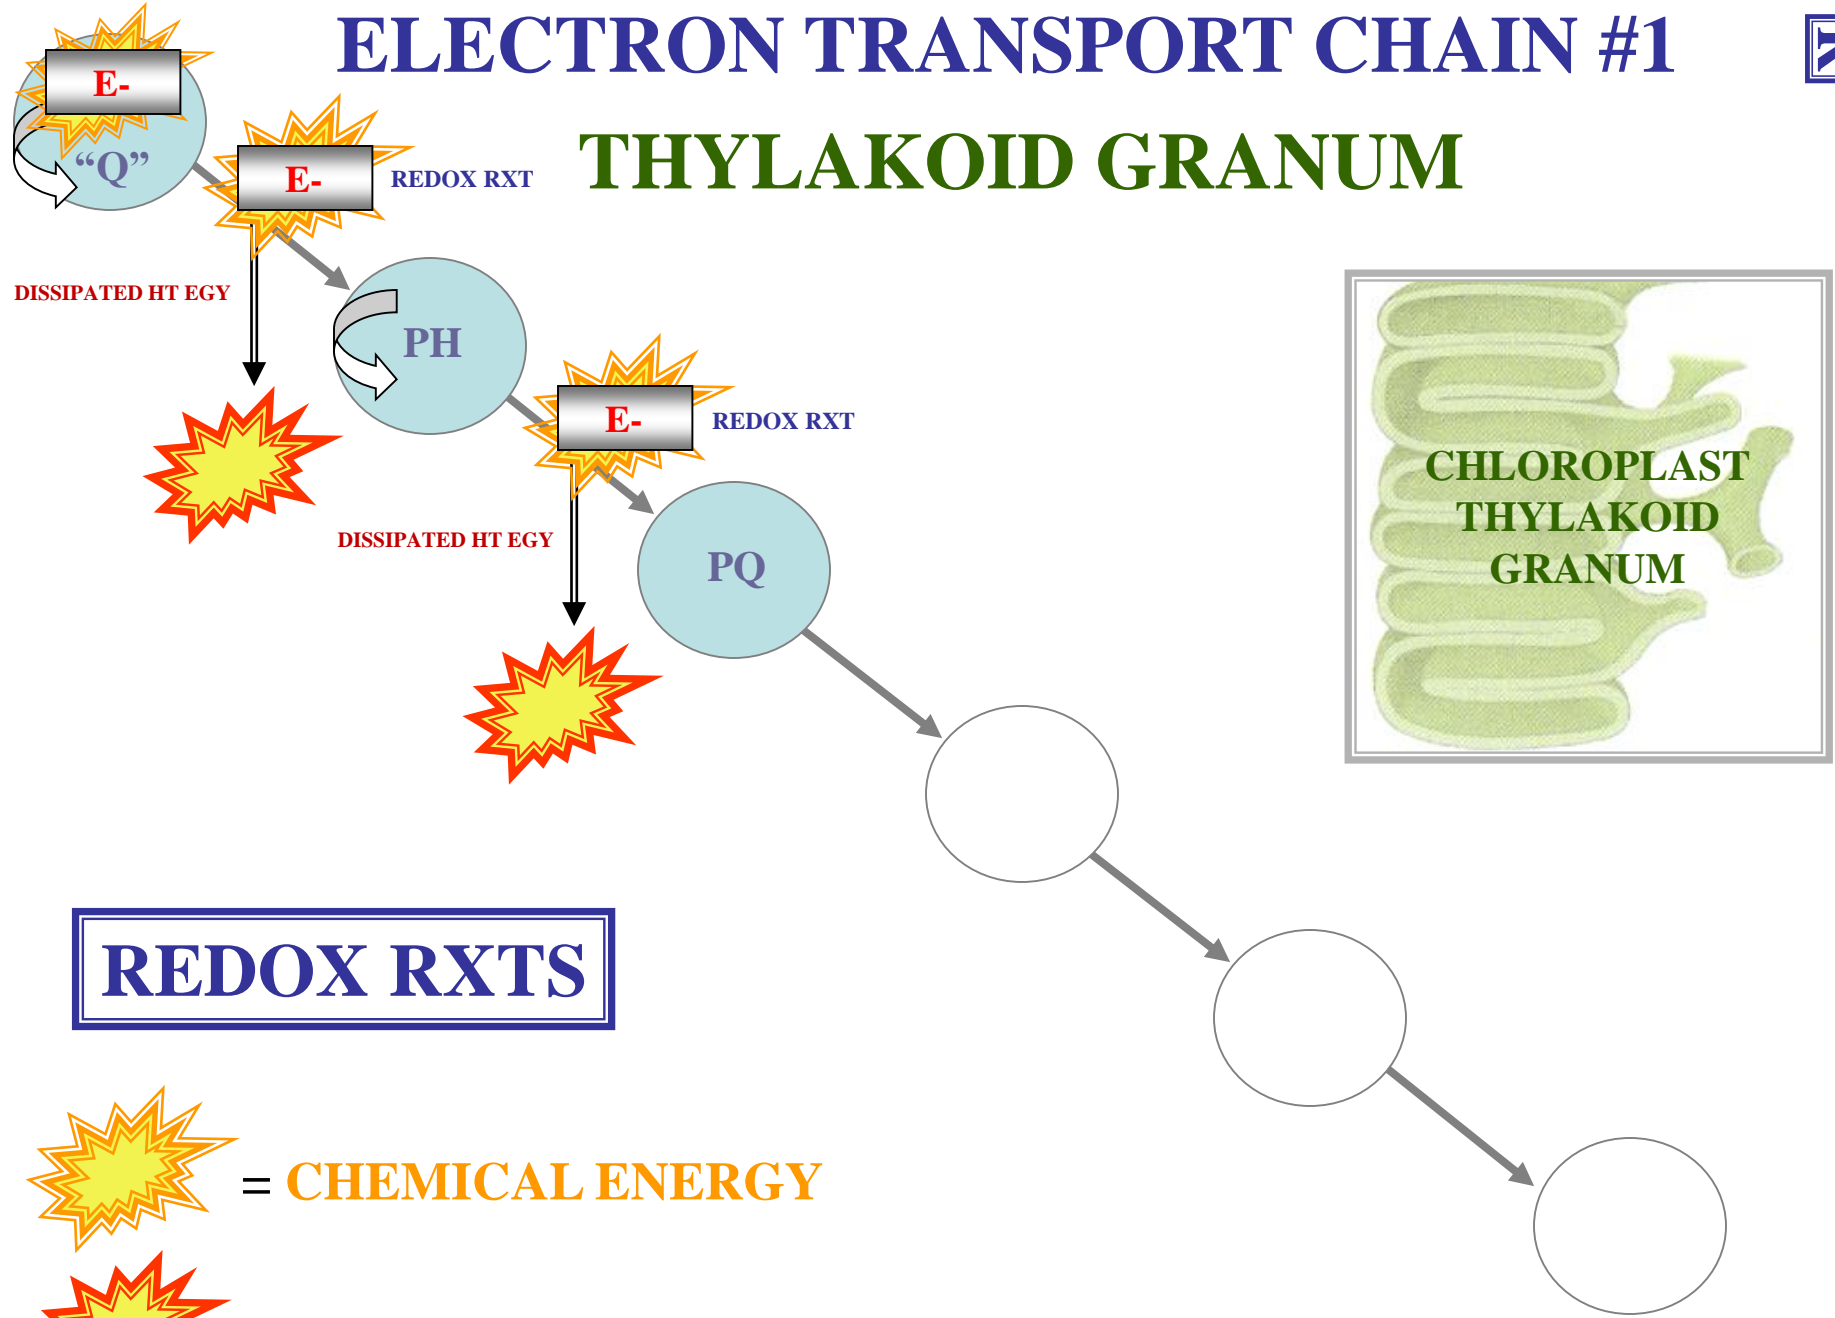 ELECTRON TRANSPORT CHAIN #1
THYLAKOID GRANUM
E-
"Q"
E-
REDOX RXT
DISSIPATED HT EGY
PH
E-
REDOX RXT
DISSIPATED HT EGY
PQ
CHLOROPLAST
THYLAKOID
GRANUM
REDOX RXTS
= CHEMICAL ENERGY